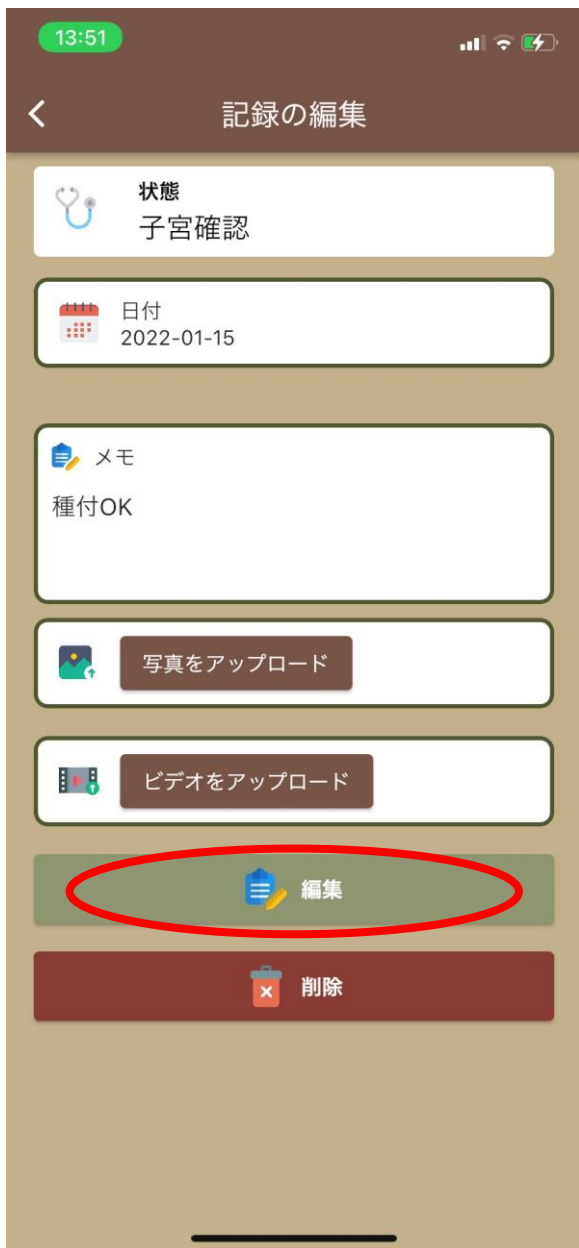 13:51
記録の編集
状態
子宮確認
日付
2022-01-15
メモ
種付OK
写真をアップロード
ビデオをアップロード
編集
削除